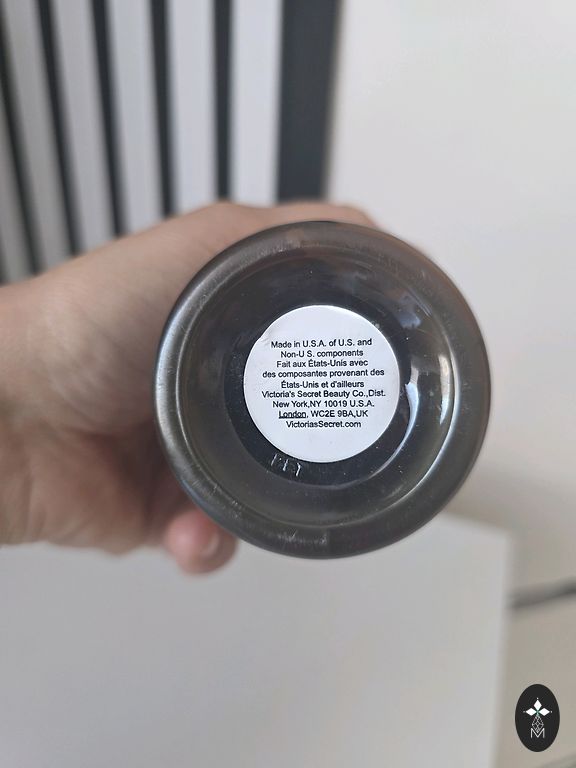 Made in U.S.A. of U.S. and
Non-U S. components
Fait aux États-Unis avec
des composantes provenant des
États-Unis et d'ailleurs
Victoria's Secret Beauty Co.,Dist.
New York,NY 10019 U.S.A.
London, WC2E 9BA,UK
VictoriasSecret.com
M